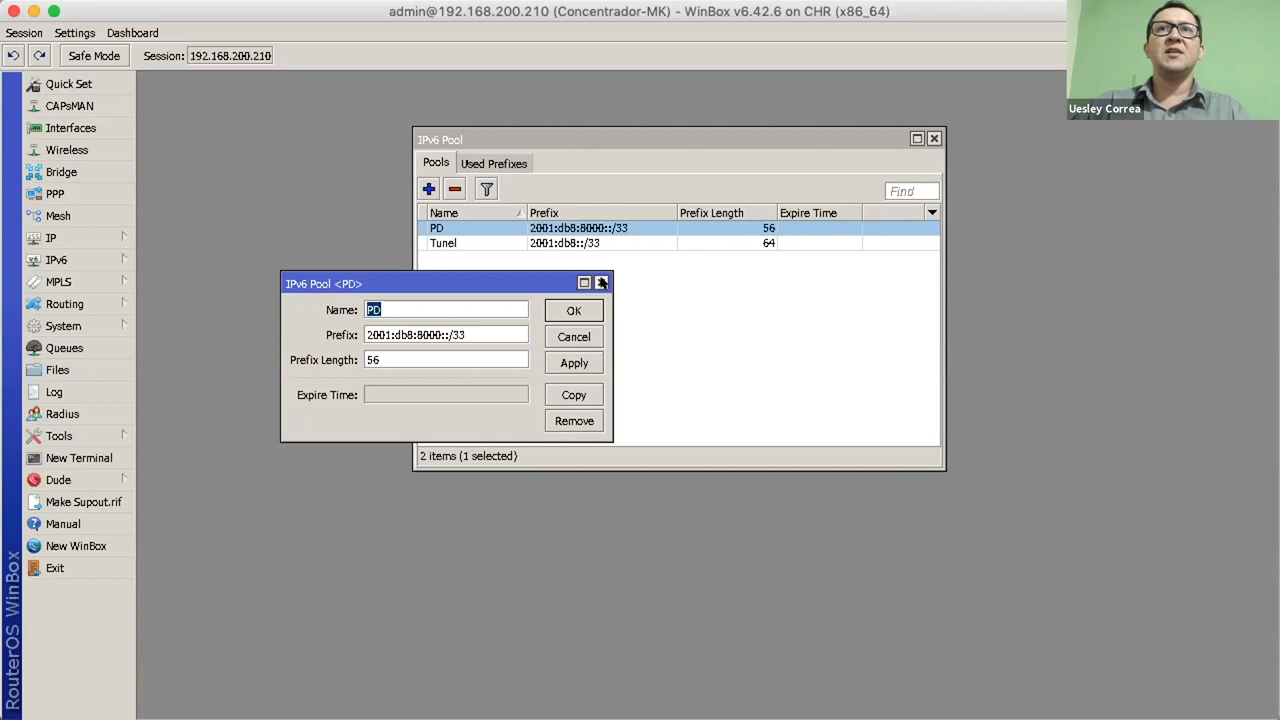 admin@192.168.200.210 (Concentrador-MK) - WinBox v6.42.6 on CHR (x86_64)
Session Settings Dashboard
Safe Mode Session: 192.168.200.210
Uesley Correa
Quick Set
CAPsMAN
Interfaces
Wireless
Bridge
PPP
Mesh
IP
IPv6
MPLS
Routing
System
Queues
Files
Log
Radius
Tools
New Terminal
Dude
Make Supout.rif
Manual
New WinBox
Exit
RouterOS WinBox
IPv6 Pool
Pools Used Prefixes
Find
Name Prefix Prefix Length Expire Time
PD 2001:db8:8000::/33 56
Tunel 2001:db8::/33 64
2 items (1 selected)
IPv6 Pool <PD>
Name: PD OK
Prefix: 2001:db8:8000::/33 Cancel
Prefix Length: 56 Apply
Expire Time: Copy
Remove